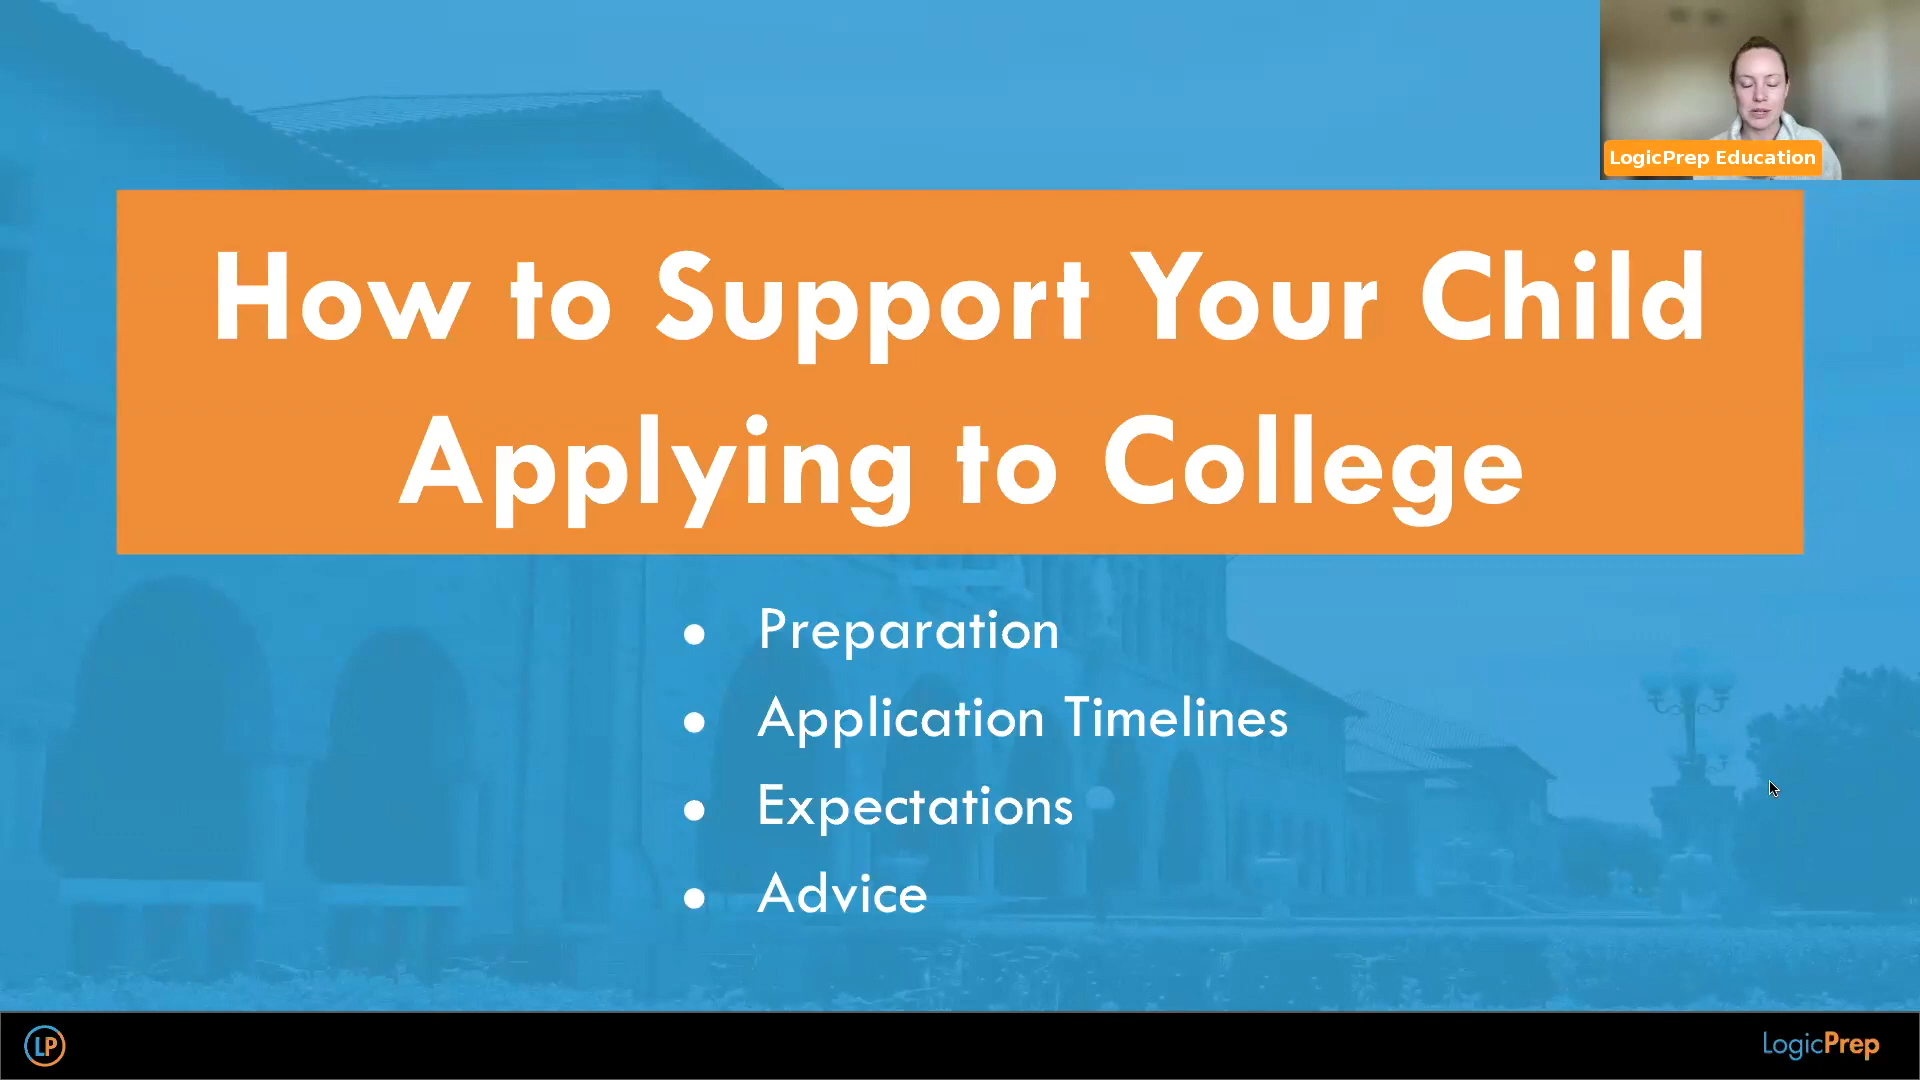 LogicPrep Education
How to Support Your Child
Applying to College
• Preparation
• Application Timelines
• Expectations
• Advice
LP
LogicPrep